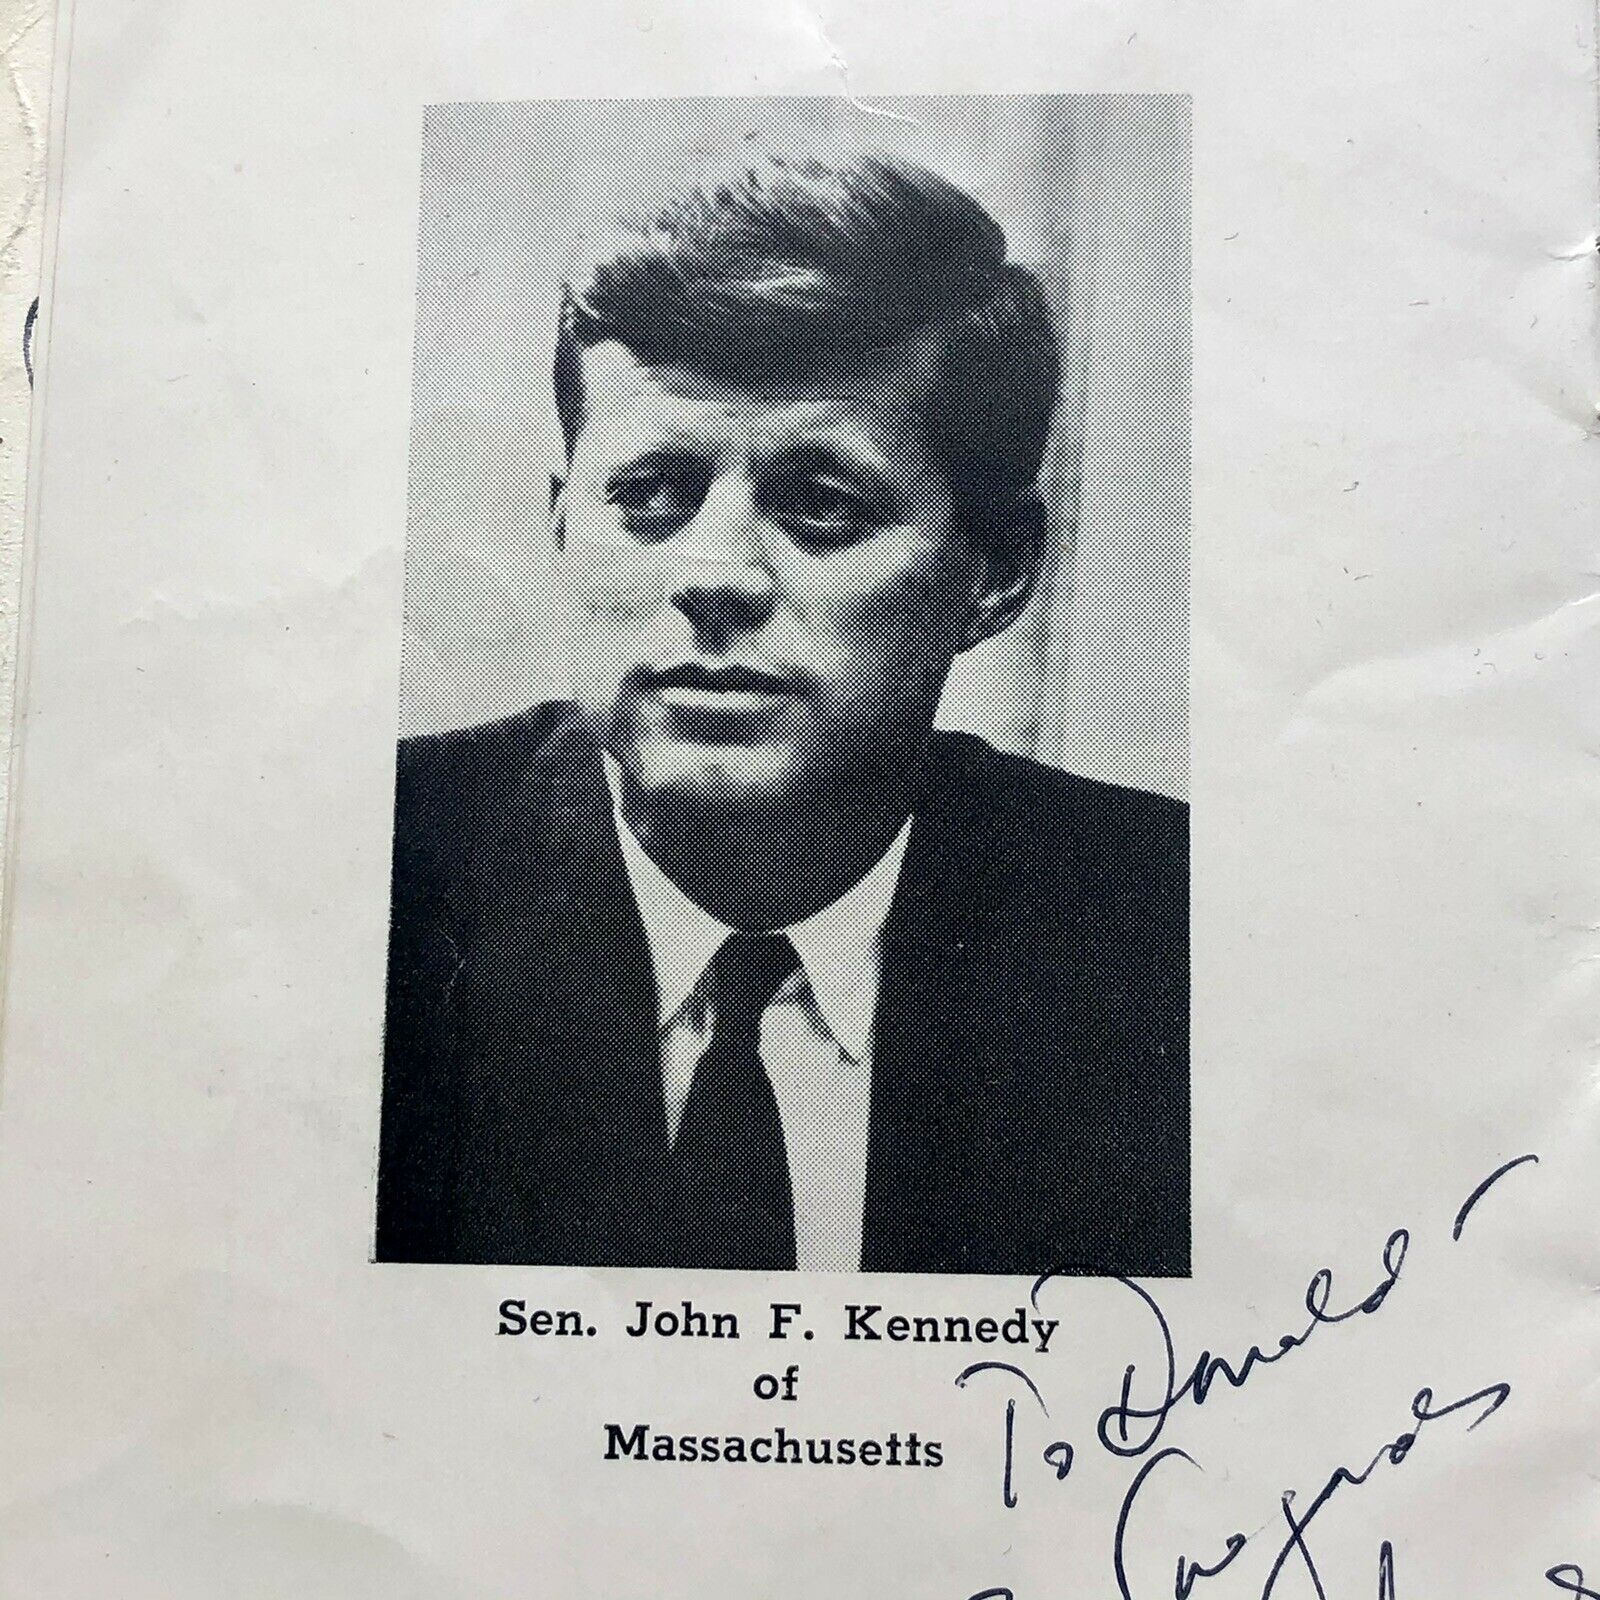 Sen. John F. Kennedy
of
Massachusetts
To Donald -